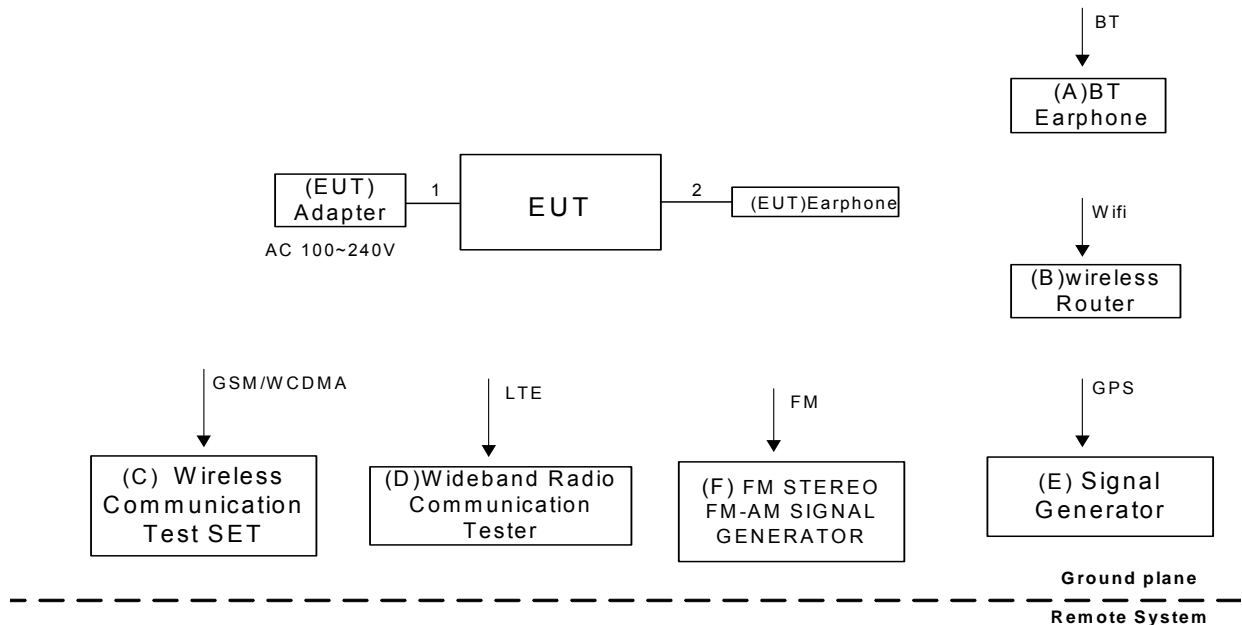 BT
(A)BT
Earphone
(EUT)
Adapter
1
EUT
2
(EUT)Earphone
AC 100~240V
Wifi
(B)wireless
Router
GSM/WCDMA
LTE
FM
GPS
(C) Wireless
Communication
Test SET
(D)Wideband Radio
Communication
Tester
(F) FM STEREO
FM-AM SIGNAL
GENERATOR
(E) Signal
Generator
Ground plane
Remote System